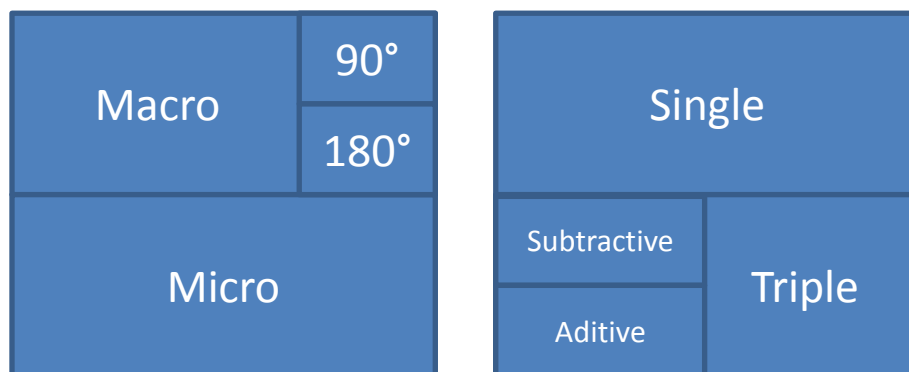 Macro
90°
180°
Micro
Single
Subtractive
Aditive
Triple